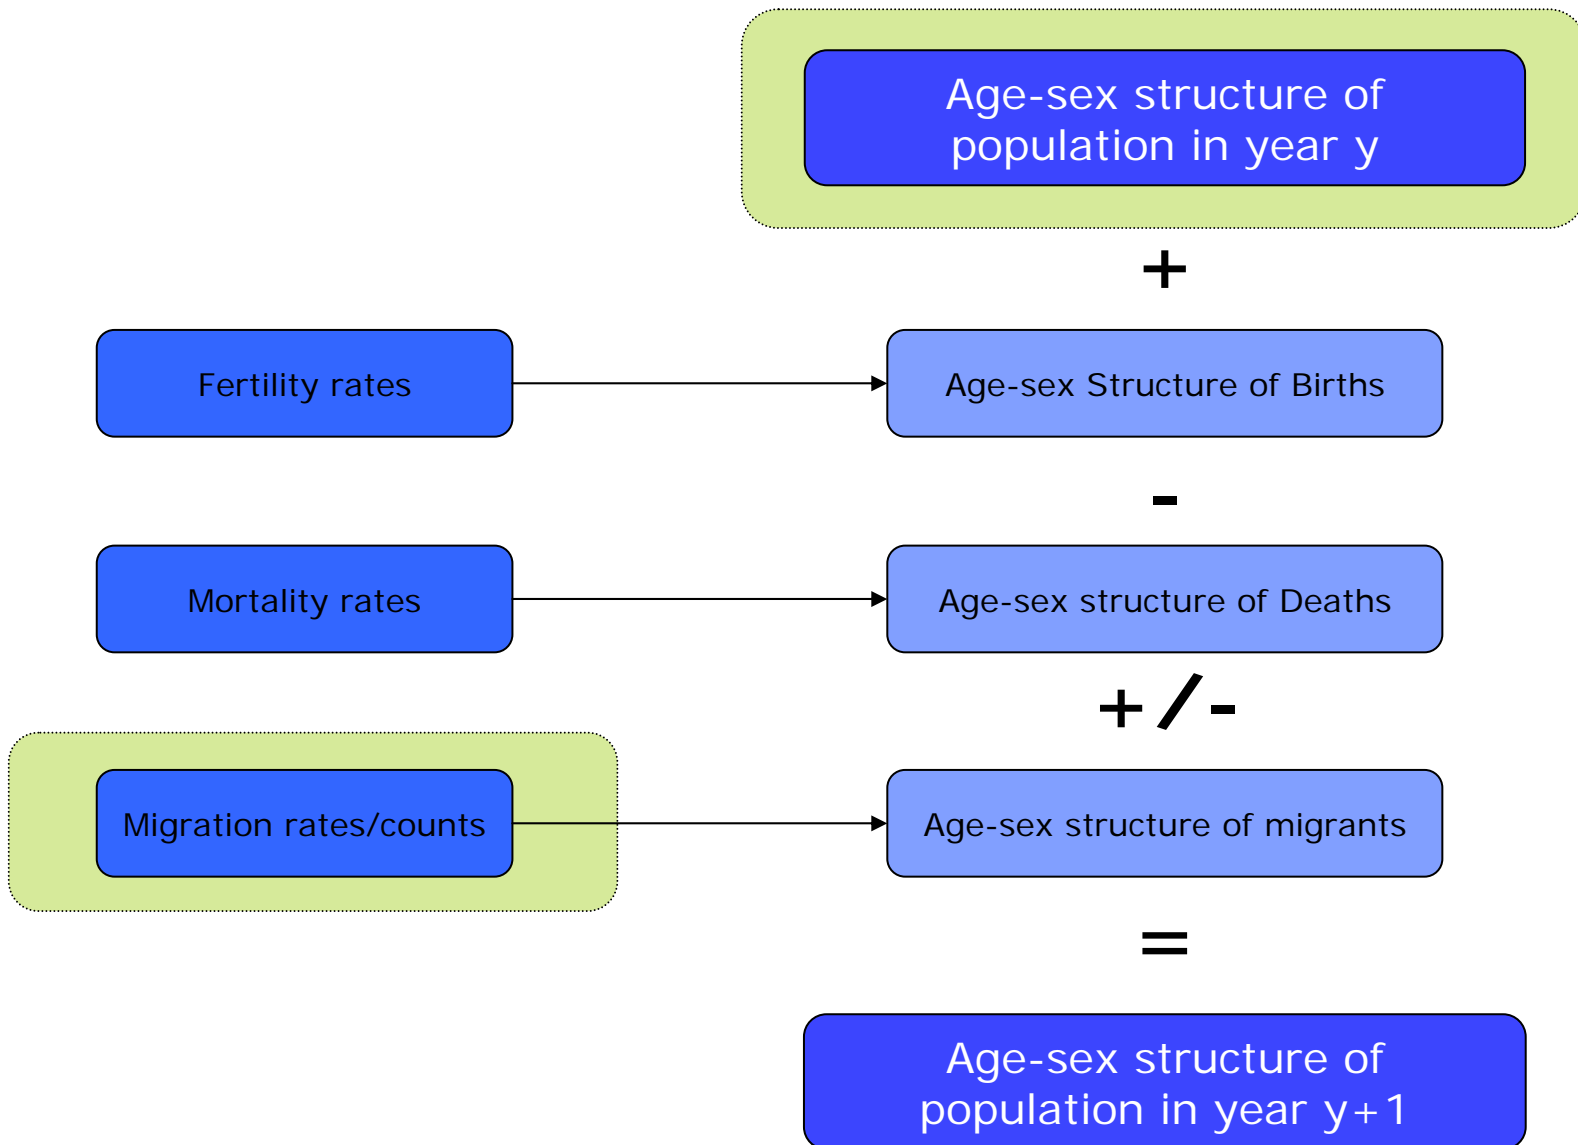 Age-sex structure of
population in year y
+
Fertility rates
Age-sex Structure of Births
-
Mortality rates
Age-sex structure of Deaths
+/-
Migration rates/counts
Age-sex structure of migrants
=
Age-sex structure of
population in year y+1